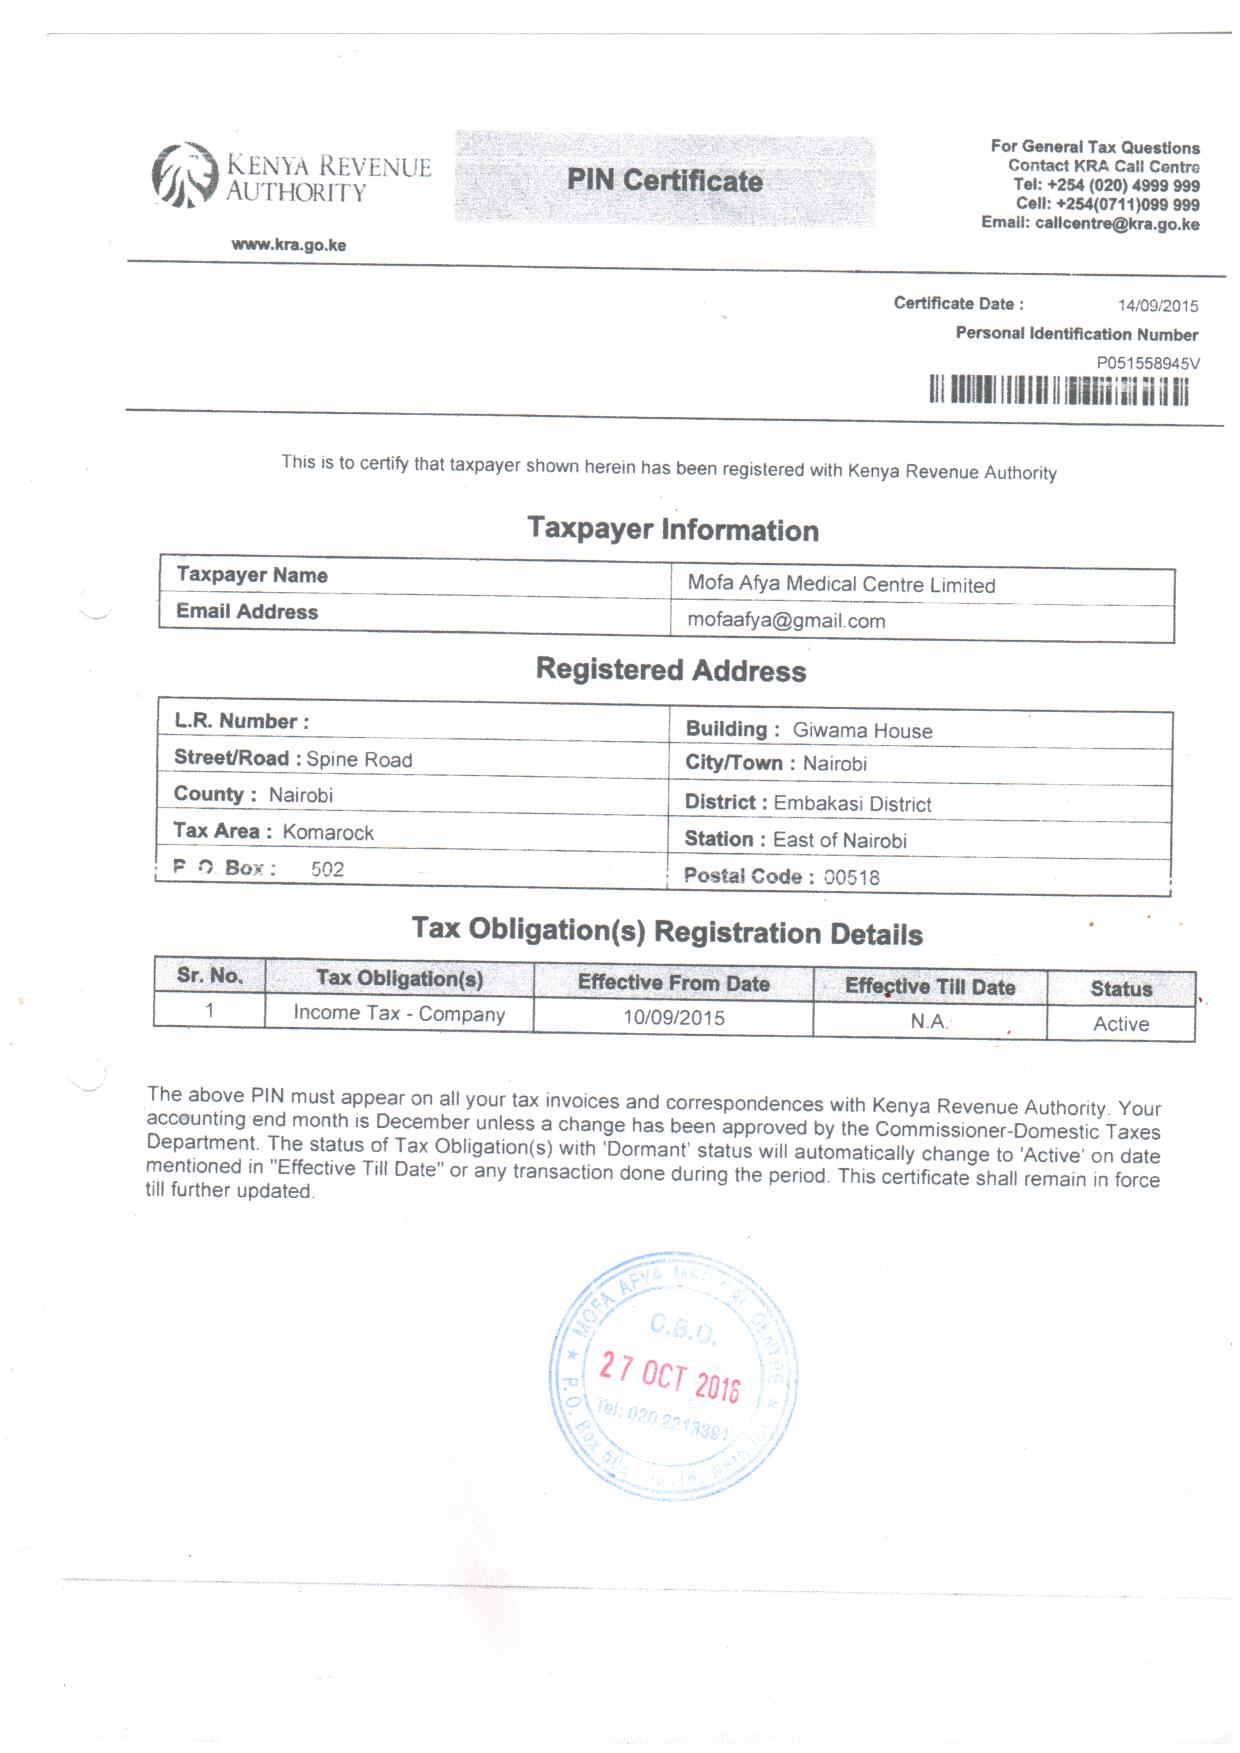 KENYA REVENUE
AUTHORITY
www.kra.go.ke
PIN Certificate
For General Tax Questions
Contact KRA Call Centre
Tel: +254 (020) 4999 999
Cell: +254(0711)099 999
Email: callcentre@kra.go.ke
Certificate Date : 14/09/2015
Personal Identification Number
P051558945V
This is to certify that taxpayer shown herein has been registered with Kenya Revenue Authority
Taxpayer Information
Taxpayer Name Mofa Afya Medical Centre Limited
Email Address mofaafya@gmail.com
Registered Address
L.R. Number : Building : Giwama House
Street/Road : Spine Road City/Town : Nairobi
County : Nairobi District : Embakasi District
Tax Area : Komarock Station : East of Nairobi
P. O. Box : 502 Postal Code : 00518
Tax Obligation(s) Registration Details
Sr. No. Tax Obligation(s) Effective From Date Effective Till Date Status
1 Income Tax - Company 10/09/2015 N.A. Active
The above PIN must appear on all your tax invoices and correspondences with Kenya Revenue Authority. Your
accounting end month is December unless a change has been approved by the Commissioner-Domestic Taxes
Department. The status of Tax Obligation(s) with 'Dormant' status will automatically change to 'Active' on date
mentioned in "Effective Till Date" or any transaction done during the period. This certificate shall remain in force
till further updated.
MOFA AFYA MEDICAL CENTRE
C.B.O.
27 OCT 2016
Tel: 020 2213391
P.O. Box